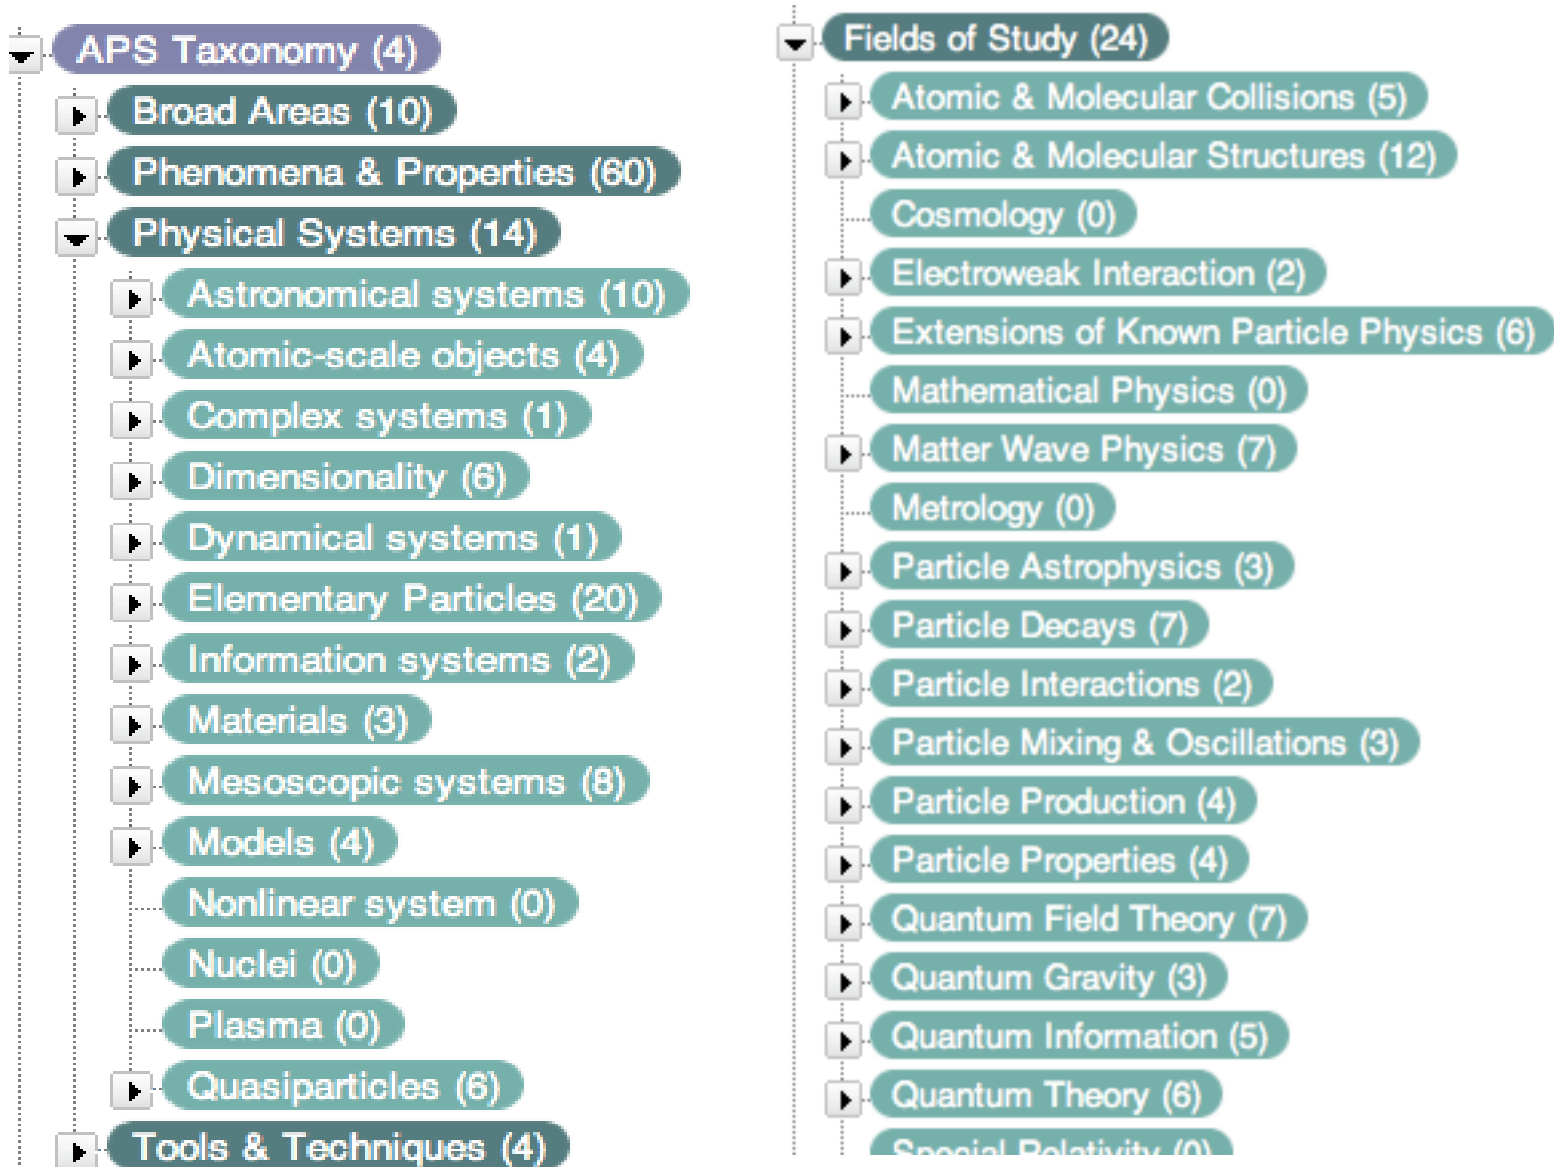 APS Taxonomy (4)
Broad Areas (10)
Phenomena & Properties (60)
Physical Systems (14)
Astronomical systems (10)
Atomic-scale objects (4)
Complex systems (1)
Dimensionality (6)
Dynamical systems (1)
Elementary Particles (20)
Information systems (2)
Materials (3)
Mesoscopic systems (8)
Models (4)
Nonlinear system (0)
Nuclei (0)
Plasma (0)
Quasiparticles (6)
Tools & Techniques (4)
Fields of Study (24)
Atomic & Molecular Collisions (5)
Atomic & Molecular Structures (12)
Cosmology (0)
Electroweak Interaction (2)
Extensions of Known Particle Physics (6)
Mathematical Physics (0)
Matter Wave Physics (7)
Metrology (0)
Particle Astrophysics (3)
Particle Decays (7)
Particle Interactions (2)
Particle Mixing & Oscillations (3)
Particle Production (4)
Particle Properties (4)
Quantum Field Theory (7)
Quantum Gravity (3)
Quantum Information (5)
Quantum Theory (6)
Special Relativity (0)